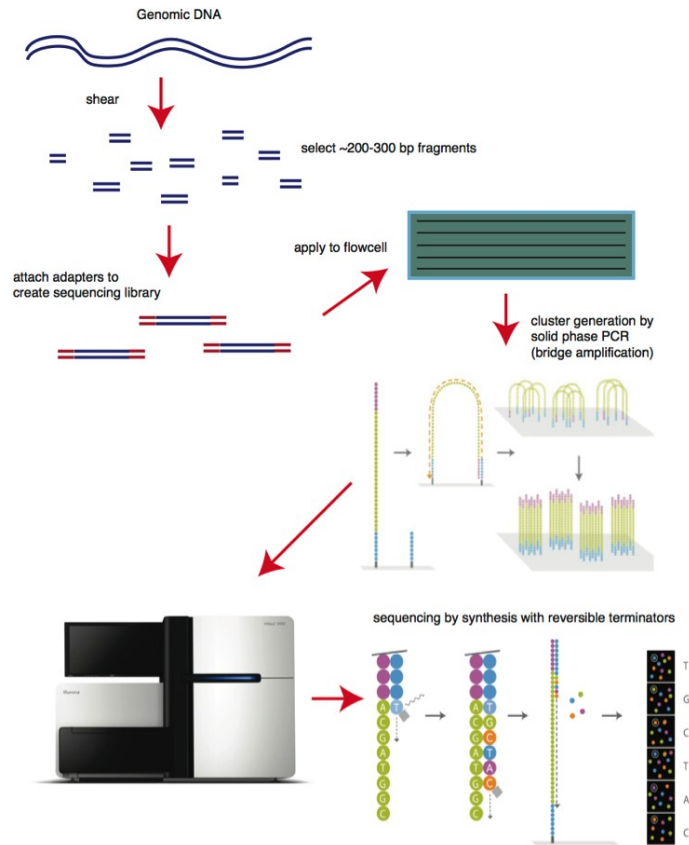 Genomic DNA
shear
select ~200-300 bp fragments
apply to flowcell
attach adapters to
create sequencing library
cluster generation by
solid phase PCR
(bridge amplification)
sequencing by synthesis with reversible terminators
A T
C
G
A
T
G
G
C
A T
C G
G C
A T
T A
G C
G
C
T
G
C
T
A
C